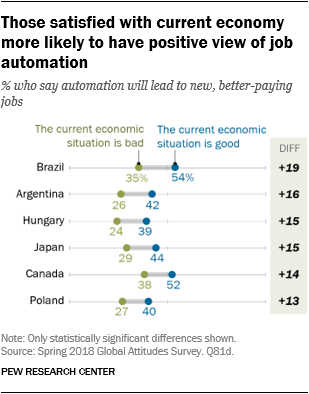 Those satisfied with current economy
more likely to have positive view of job
automation
% who say automation will lead to new, better-paying
jobs
The current economic
situation is bad
The current economic
situation is good
DIFF
Brazil 35% 54% +19
Argentina 26 42 +16
Hungary 24 39 +15
Japan 29 44 +15
Canada 38 52 +14
Poland 27 40 +13
Note: Only statistically significant differences shown.
Source: Spring 2018 Global Attitudes Survey. Q81d.
PEW RESEARCH CENTER